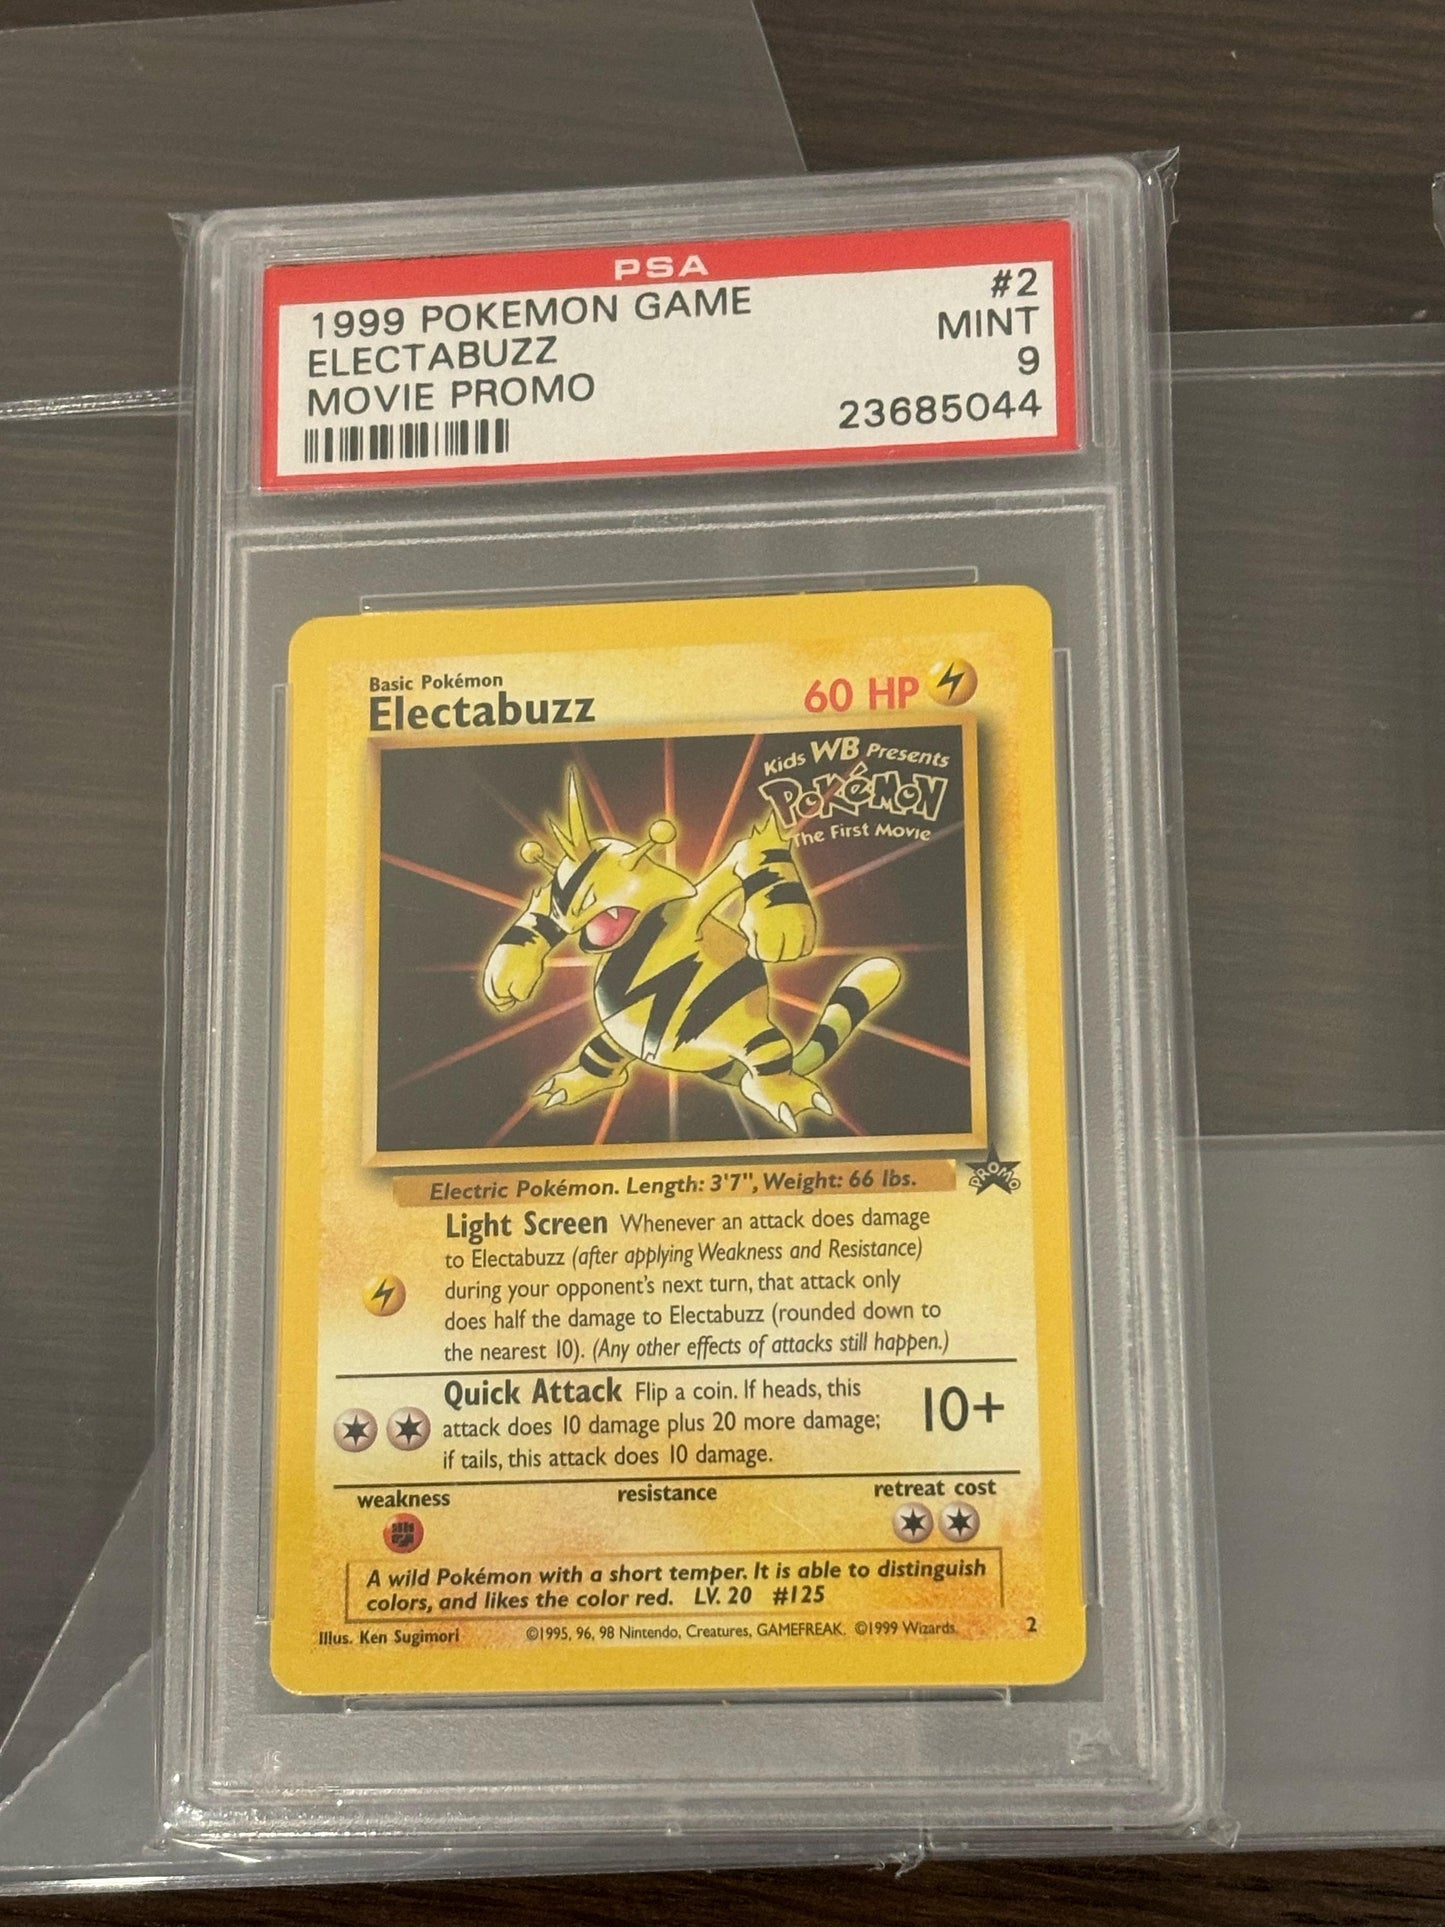 PSA
1999 POKEMON GAME #2
ELECTABUZZ MINT
MOVIE PROMO 9
23685044
Basic Pokémon
Electabuzz 60 HP
Kids WB Presents
POKéMON
The First Movie
Electric Pokémon. Length: 3'7", Weight: 66 lbs.
PROMO
Light Screen Whenever an attack does damage
to Electabuzz (after applying Weakness and Resistance)
during your opponent's next turn, that attack only
does half the damage to Electabuzz (rounded down to
the nearest 10). (Any other effects of attacks still happen.)
Quick Attack Flip a coin. If heads, this
attack does 10 damage plus 20 more damage; 10+
if tails, this attack does 10 damage.
weakness resistance retreat cost
A wild Pokémon with a short temper. It is able to distinguish
colors, and likes the color red. LV. 20 #125
Illus. Ken Sugimori ©1995, 96, 98 Nintendo, Creatures, GAMEFREAK. ©1999 Wizards. 2
PSA